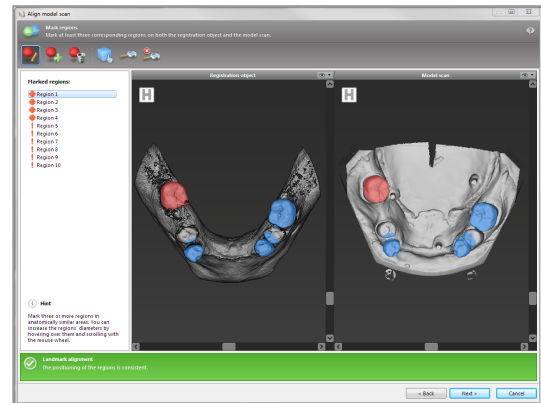 Align model scan
Mark regions
Mark at least three corresponding regions on both the registration object and the model scan.
Marked regions:
Region 1
Region 2
Region 3
Region 4
Region 5
Region 6
Region 7
Region 8
Region 9
Region 10
Registration object
Model scan
H
H
Hint
Mark three or more regions in
anatomically similar areas. You can
increase the regions' diameters by
hovering over them and scrolling with
the mouse wheel.
Landmark alignment
The positioning of the regions is consistent.
< Back
Next >
Cancel